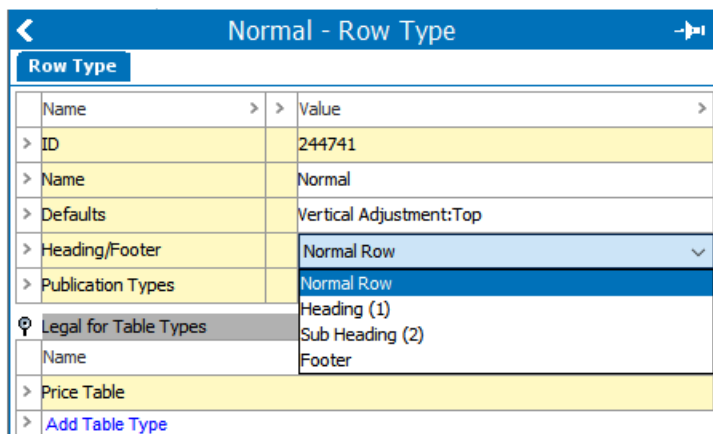 Normal - Row Type
Row Type
Name > > Value >
> ID 244741
> Name Normal
> Defaults Vertical Adjustment:Top
> Heading/Footer Normal Row
> Publication Types Normal Row
Heading (1)
Legal for Table Types Sub Heading (2)
Name Footer
> Price Table
> Add Table Type